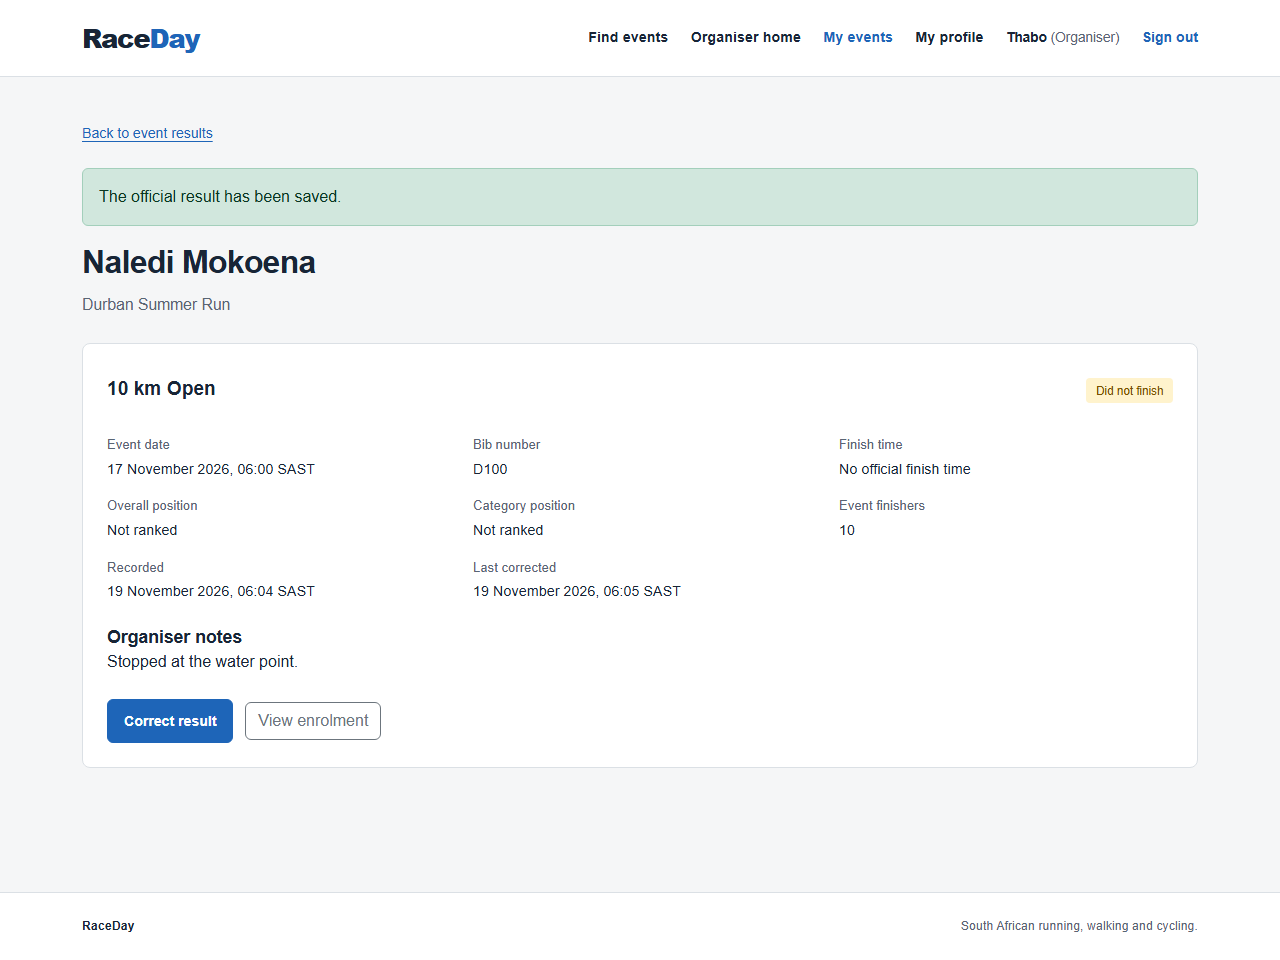 RaceDay
Find events Organiser home My events My profile Thabo (Organiser) Sign out
Back to event results
The official result has been saved.
Naledi Mokoena
Durban Summer Run
10 km Open
Did not finish
Event date Bib number Finish time
17 November 2026, 06:00 SAST D100 No official finish time
Overall position Category position Event finishers
Not ranked Not ranked 10
Recorded Last corrected
19 November 2026, 06:04 SAST 19 November 2026, 06:05 SAST
Organiser notes
Stopped at the water point.
Correct result View enrolment
RaceDay South African running, walking and cycling.